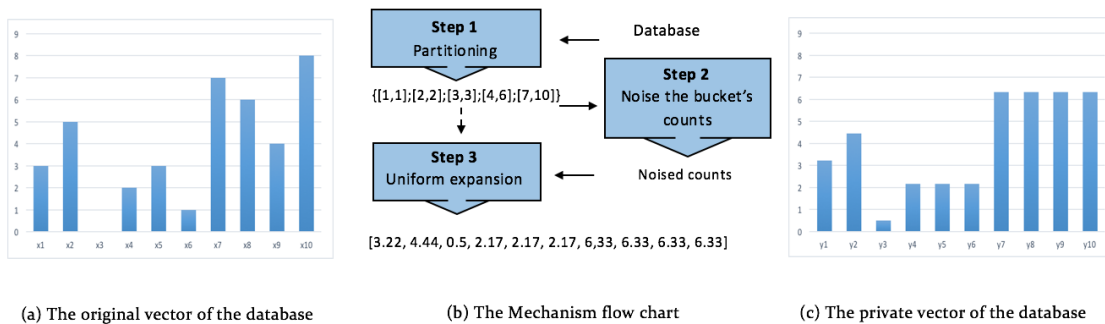 9
8
7
6
5
4
3
2
1
0
x1 x2 x3 x4 x5 x6 x7 x8 x9 x10
(a) The original vector of the database
Step 1
Partitioning
Database
{[1,1];[2,2];[3,3];[4,6];[7,10]}
Step 2
Noise the bucket’s
counts
Step 3
Uniform expansion
Noised counts
[3.22, 4.44, 0.5, 2.17, 2.17, 2.17, 6,33, 6.33, 6.33, 6.33]
(b) The Mechanism flow chart
9
8
7
6
5
4
3
2
1
0
y1 y2 y3 y4 y5 y6 y7 y8 y9 y10
(c) The private vector of the database